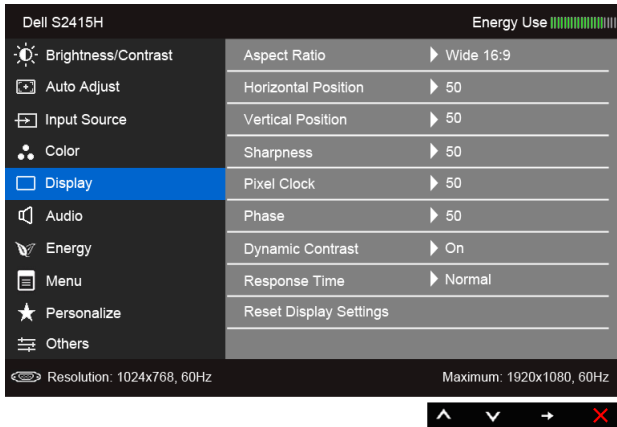 Dell S2415H Energy Use
Brightness/Contrast Aspect Ratio Wide 16:9
Auto Adjust Horizontal Position 50
Input Source Vertical Position 50
Color Sharpness 50
Display Pixel Clock 50
Audio Phase 50
Energy Dynamic Contrast On
Menu Response Time Normal
Personalize Reset Display Settings
Others
Resolution: 1024x768, 60Hz Maximum: 1920x1080, 60Hz